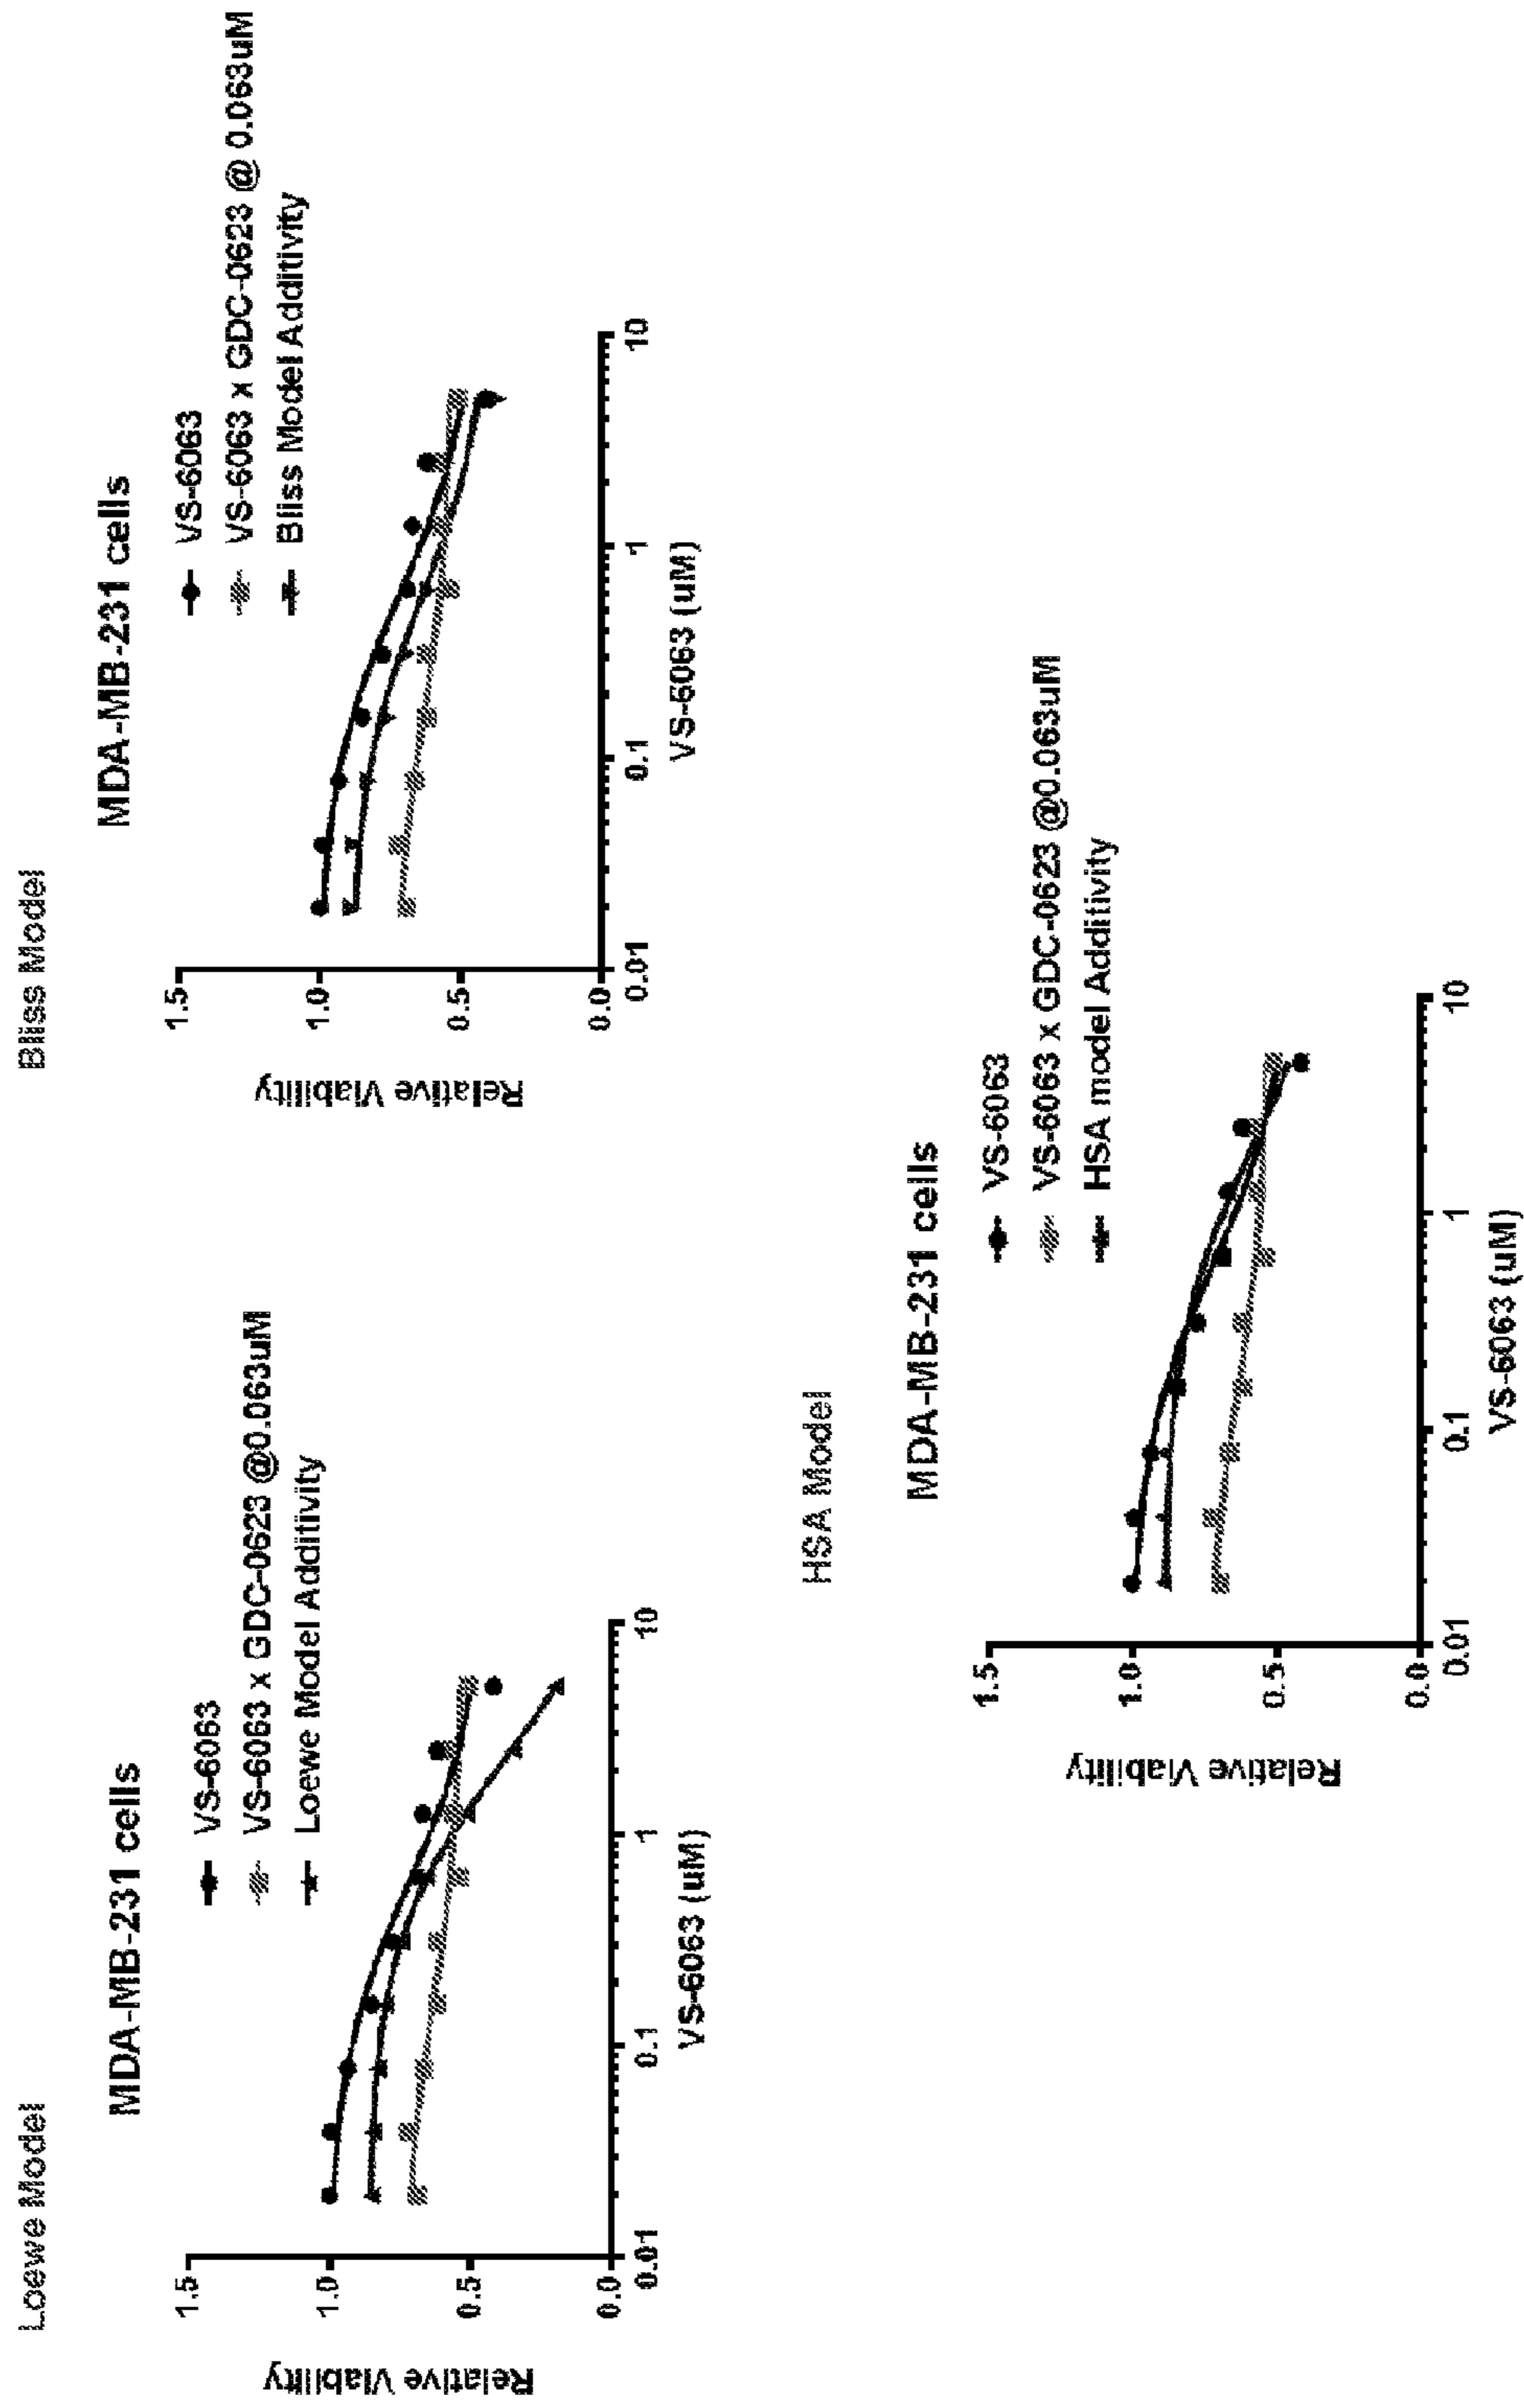 Loewe Model
MDA-MB-231 cells
VS-6063
VS-6063 x GDC-0623 @0.063uM
Loewe Model Additivity
Relative Viability
1.5
1.0
0.5
0.0
0.01
0.1
1
10
VS-6063 (uM)
Bliss Model
MDA-MB-231 cells
VS-6063
VS-6063 x GDC-0623 @ 0.063uM
Bliss Model Additivity
Relative Viability
1.5
1.0
0.5
0.0
0.01
0.1
1
10
VS-6063 (uM)
HSA Model
MDA-MB-231 cells
VS-6063
VS-6063 x GDC-0623 @0.063uM
HSA model Additivity
Relative Viability
1.5
1.0
0.5
0.0
0.01
0.1
1
10
VS-6063 (uM)